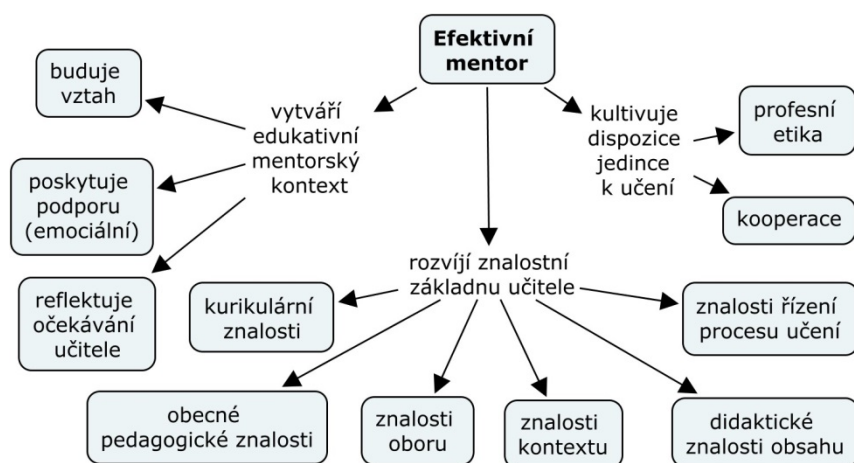 Efektivní
mentor
buduje
vztah
vytváří
edukativní
mentorský
kontext
kultivuje
dispozice
jedince
k učení
profesní
etika
poskytuje
podporu
(emociální)
kooperace
reflektuje
očekávání
učitele
rozvíjí znalostní
základnu učitele
kurikulární
znalosti
znalosti řízení
procesu učení
obecné
pedagogické znalosti
znalosti
oboru
znalosti
kontextu
didaktické
znalosti obsahu